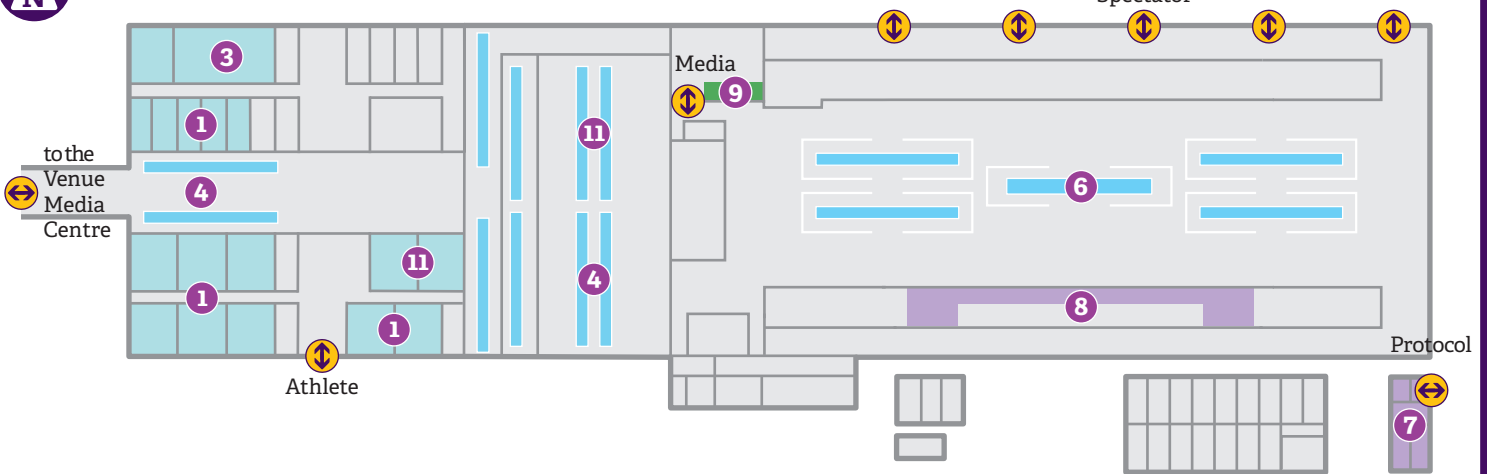 N
Spectator
3
Media
9
1
11
to the
Venue
Media
Centre
4
6
11
1
4
8
1
Athlete
Protocol
7